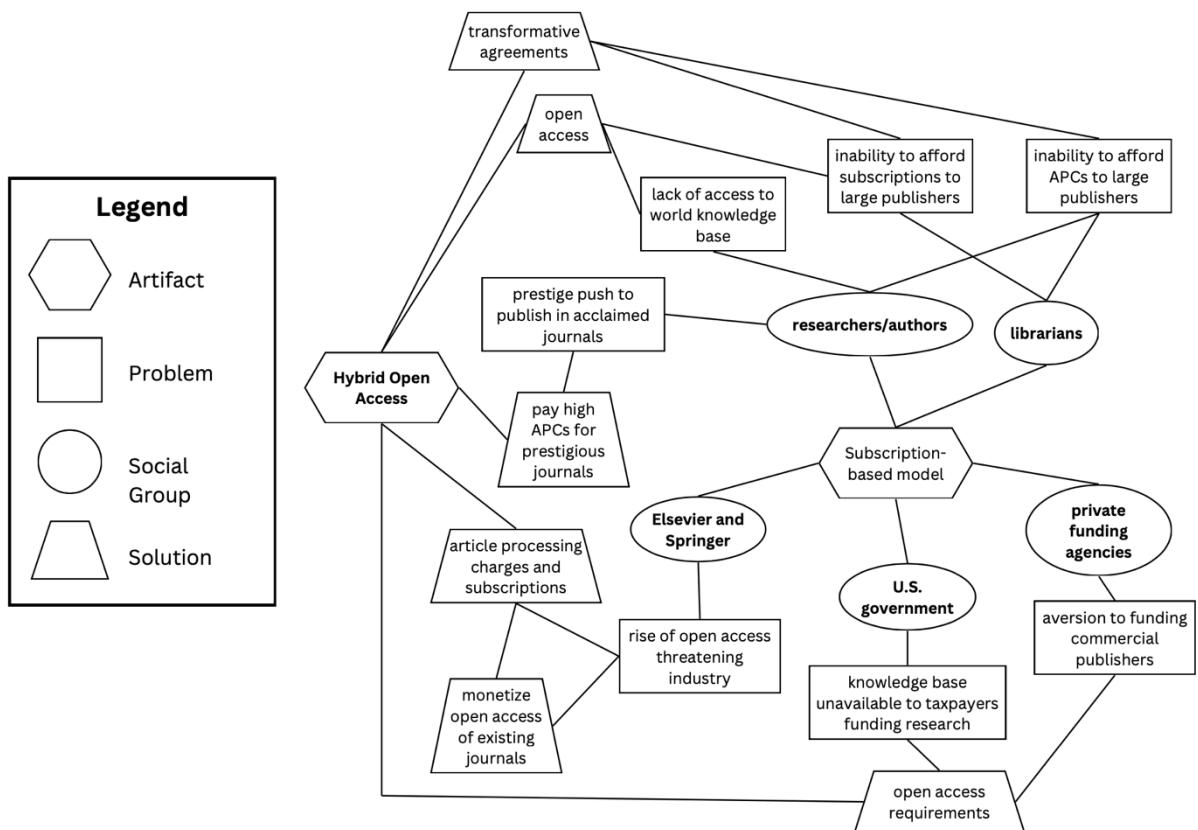 transformative
agreements
open
access
inability to afford
subscriptions to
large publishers
inability to afford
APCs to large
publishers
lack of access to
world knowledge
base
Legend
Artifact
Problem
Social
Group
Solution
prestige push to
publish in acclaimed
journals
researchers/authors
librarians
Hybrid Open
Access
pay high
APCs for
prestigious
journals
Subscription-
based model
Elsevier and
Springer
private
funding
agencies
article processing
charges and
subscriptions
U.S.
government
rise of open access
threatening
industry
aversion to funding
commercial
publishers
monetize
open access
of existing
journals
knowledge base
unavailable to taxpayers
funding research
open access
requirements